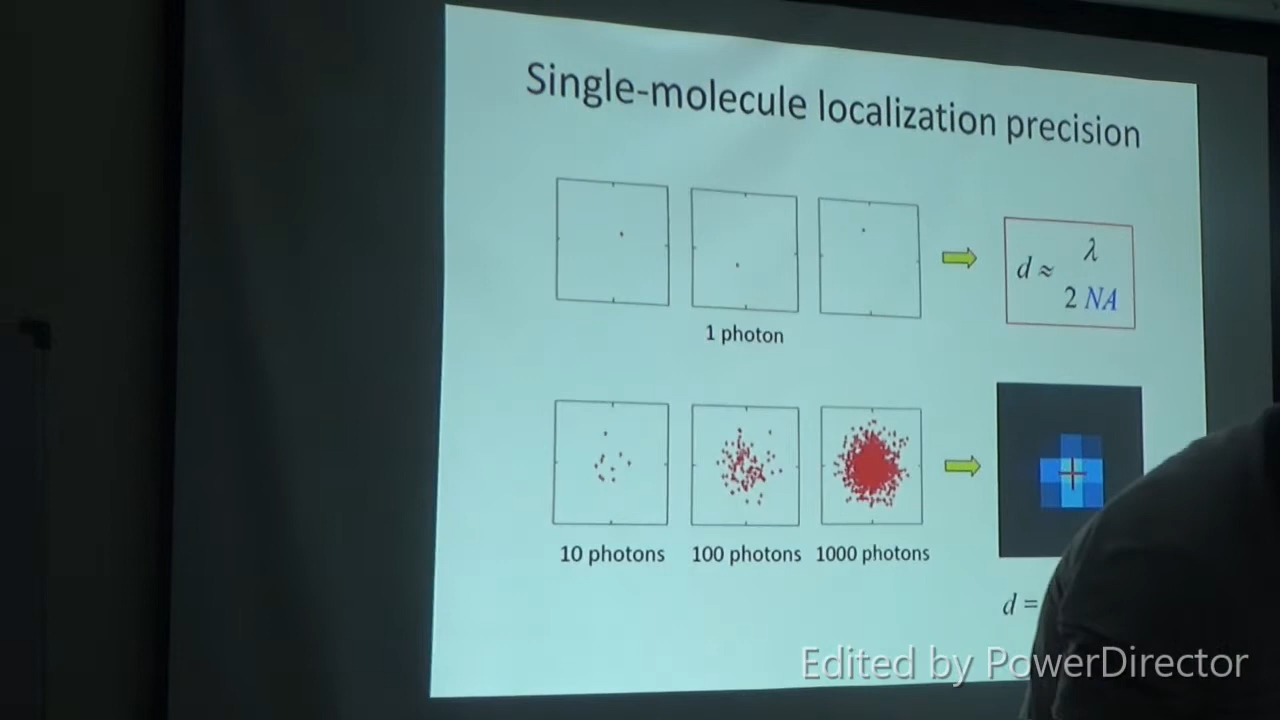 Single-molecule localization precision
1 photon
d ≈ λ
2 NA
10 photons 100 photons 1000 photons
d =
Edited by PowerDirector